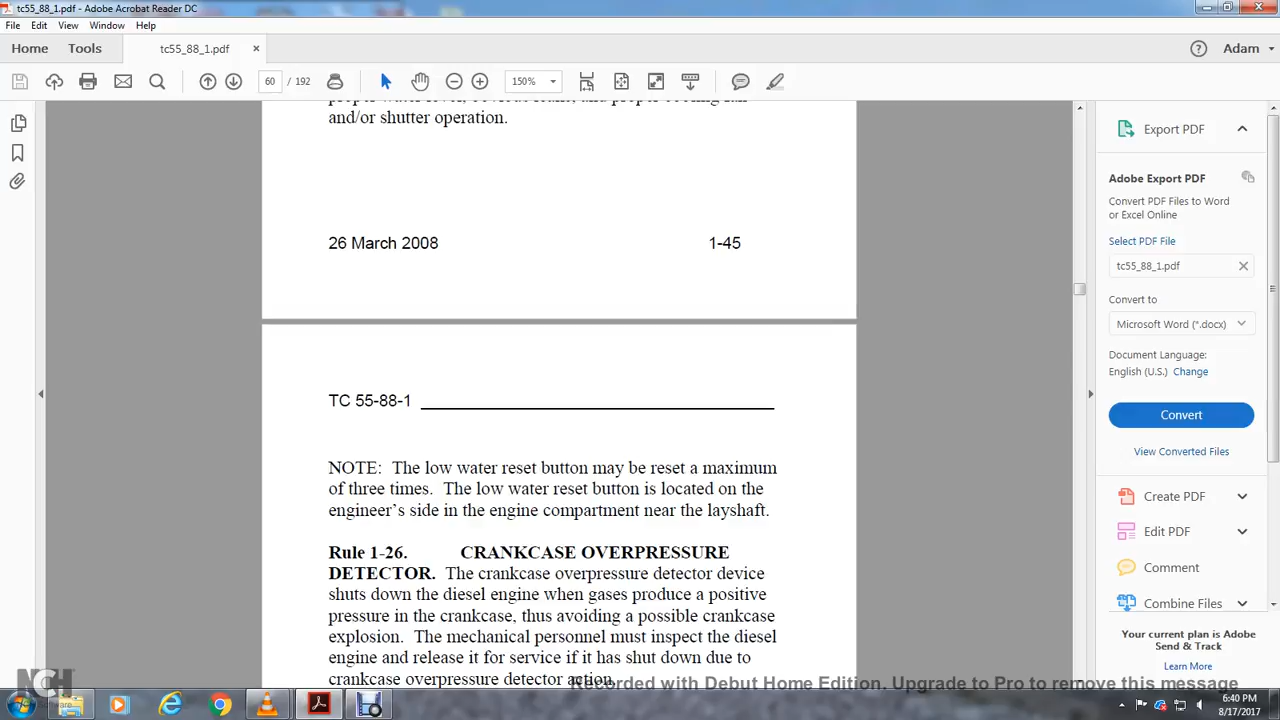 tc55_88_1.pdf - Adobe Acrobat Reader DC
File Edit View Window Help
Home Tools tc55_88_1.pdf × Adam
60 / 192 150%
and/or shutter operation.
26 March 2008 1-45
TC 55-88-1
NOTE: The low water reset button may be reset a maximum
of three times. The low water reset button is located on the
engineer's side in the engine compartment near the layshaft.
Rule 1-26. CRANKCASE OVERPRESSURE
DETECTOR. The crankcase overpressure detector device
shuts down the diesel engine when gases produce a positive
pressure in the crankcase, thus avoiding a possible crankcase
explosion. The mechanical personnel must inspect the diesel
engine and release it for service if it has shut down due to
crankcase overpressure detector action.
Export PDF
Adobe Export PDF
Convert PDF Files to Word
or Excel Online
Select PDF File
tc55_88_1.pdf
Convert to
Microsoft Word (*.docx)
Document Language:
English (U.S.) Change
Convert
View Converted Files
Create PDF
Edit PDF
Comment
Combine Files
Your current plan is Adobe
Send & Track
Learn More
Recorded with Debut Home Edition. Upgrade to Pro to remove this message
NCH
Software
6:40 PM
8/17/2017